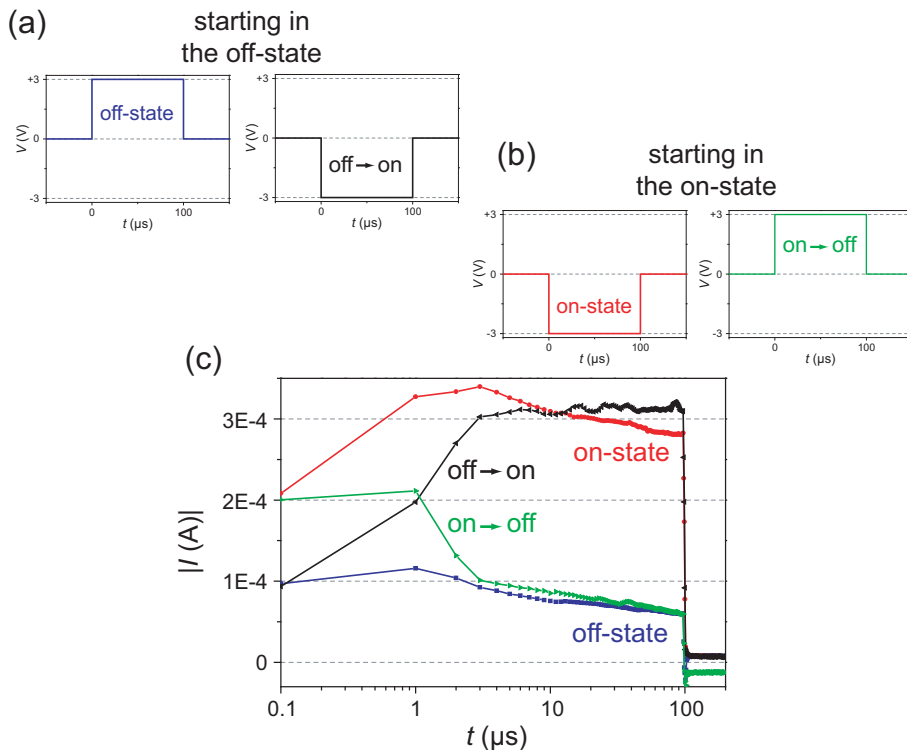 (a)
starting in
the off-state
+3
0
-3
V (V)
off-state
0
100
t (µs)
+3
0
-3
V (V)
off → on
0
100
t (µs)
(b)
starting in
the on-state
+3
0
-3
V (V)
on-state
0
100
t (µs)
+3
0
-3
V (V)
on → off
0
100
t (µs)
(c)
|I (A)|
3E-4
2E-4
1E-4
0
on-state
off → on
on → off
off-state
0.1
1
10
100
t (µs)